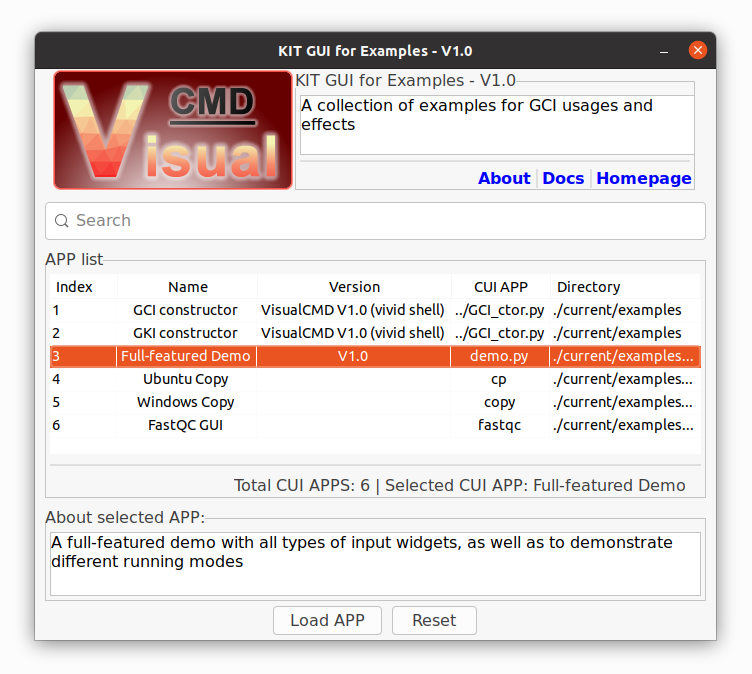 KIT GUI for Examples - V1.0
CMD
Visual
KIT GUI for Examples - V1.0
A collection of examples for GCI usages and
effects
About Docs Homepage
Search
APP list
Index Name Version CUI APP Directory
1 GCI constructor VisualCMD V1.0 (vivid shell) ../GCI_ctor.py ./current/examples
2 GKI constructor VisualCMD V1.0 (vivid shell) ../GCI_ctor.py ./current/examples
3 Full-featured Demo V1.0 demo.py ./current/examples...
4 Ubuntu Copy cp ./current/examples...
5 Windows Copy copy ./current/examples...
6 FastQC GUI fastqc ./current/examples...
Total CUI APPS: 6 | Selected CUI APP: Full-featured Demo
About selected APP:
A full-featured demo with all types of input widgets, as well as to demonstrate
different running modes
Load APP Reset